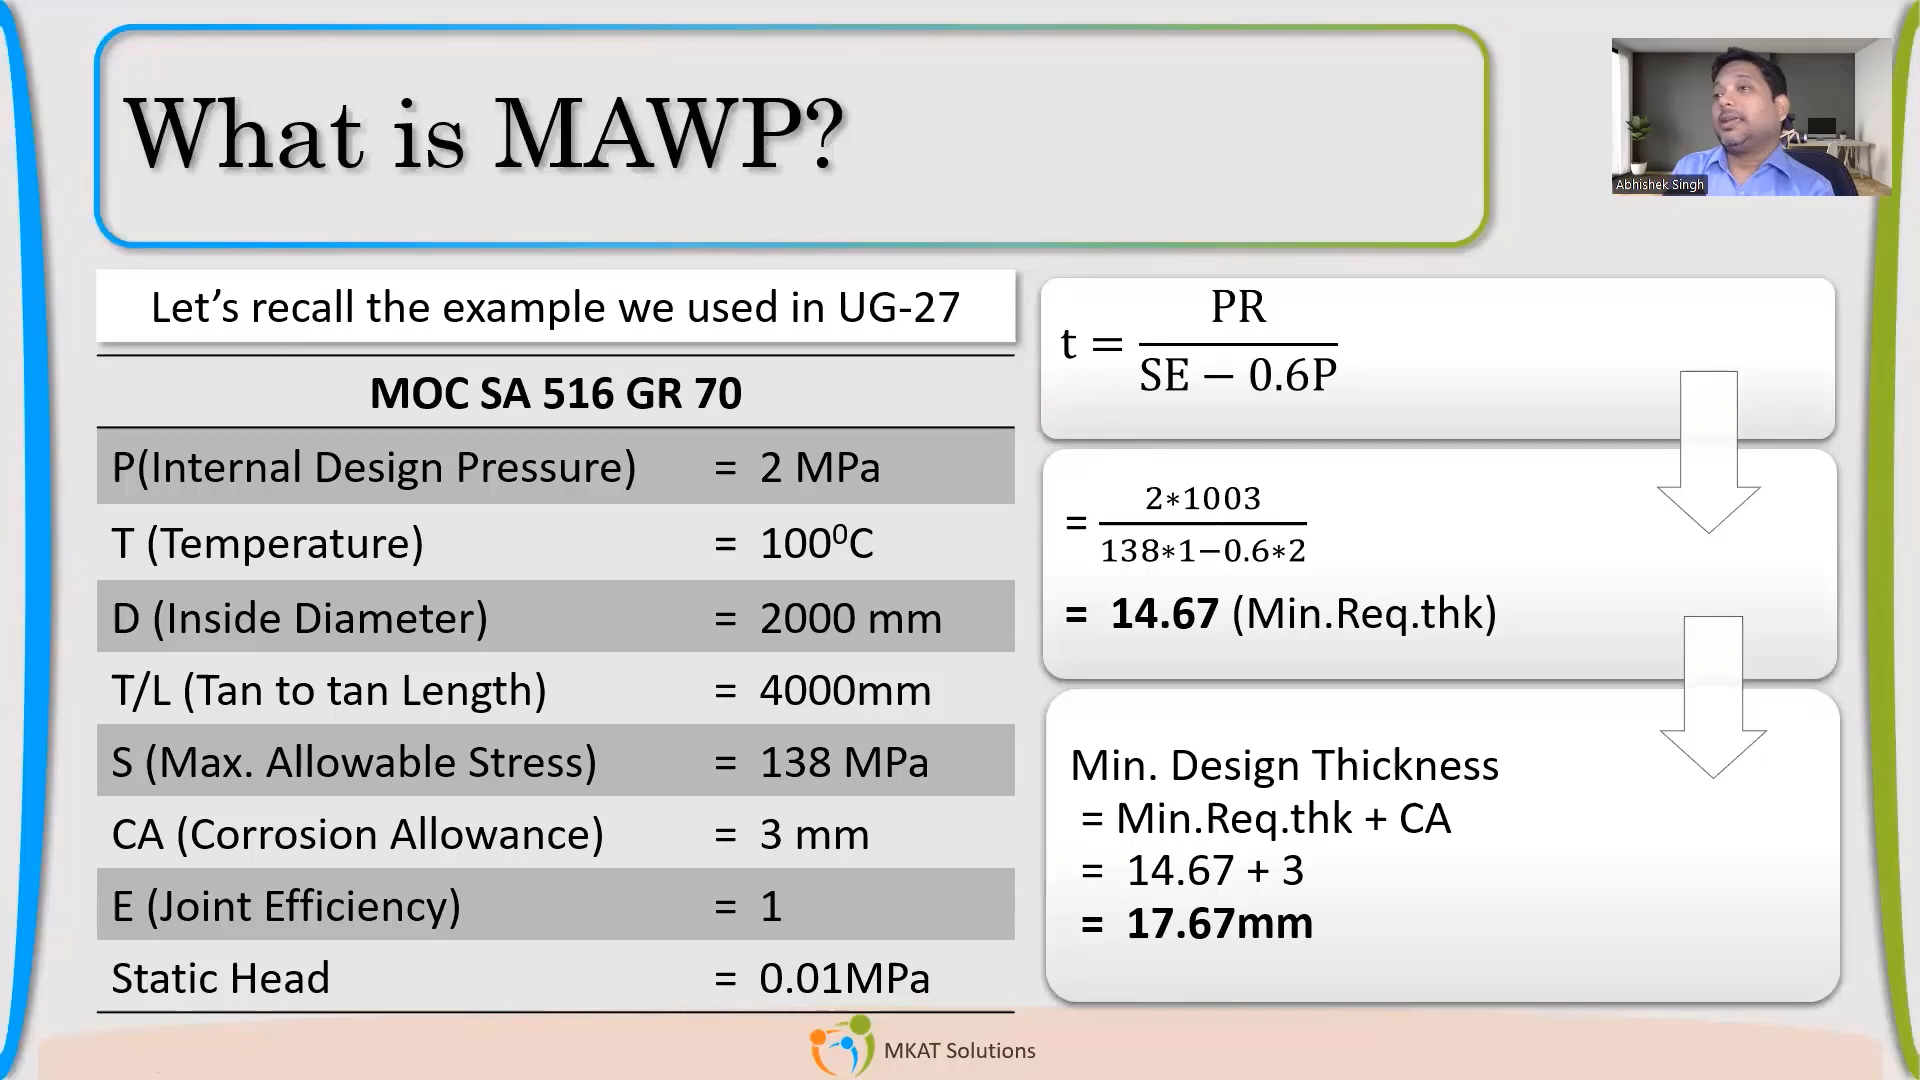 What is MAWP?
Abhishek Singh
Let’s recall the example we used in UG-27
MOC SA 516 GR 70
P(Internal Design Pressure) = 2 MPa
T (Temperature) = 100⁰C
D (Inside Diameter) = 2000 mm
T/L (Tan to tan Length) = 4000mm
S (Max. Allowable Stress) = 138 MPa
CA (Corrosion Allowance) = 3 mm
E (Joint Efficiency) = 1
Static Head = 0.01MPa
PR
t =
SE − 0.6P
2*1003
=
138*1−0.6*2
= 14.67 (Min.Req.thk)
Min. Design Thickness
= Min.Req.thk + CA
= 14.67 + 3
= 17.67mm
MKAT Solutions